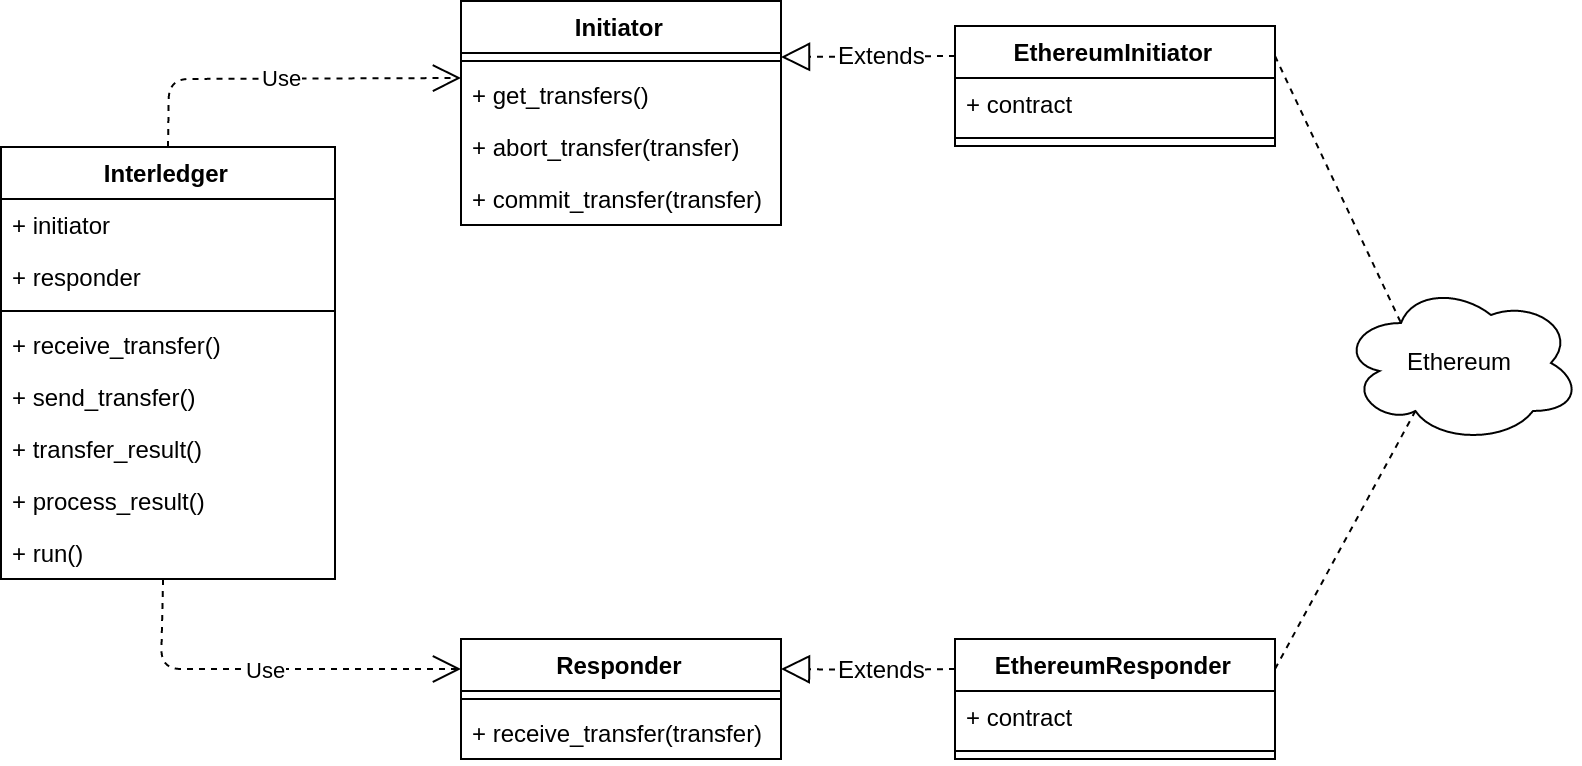 Initiator
+ get_transfers()
+ abort_transfer(transfer)
+ commit_transfer(transfer)
Extends
EthereumInitiator
+ contract
Use
Interledger
+ initiator
+ responder
+ receive_transfer()
+ send_transfer()
+ transfer_result()
+ process_result()
+ run()
Ethereum
Use
Responder
+ receive_transfer(transfer)
Extends
EthereumResponder
+ contract